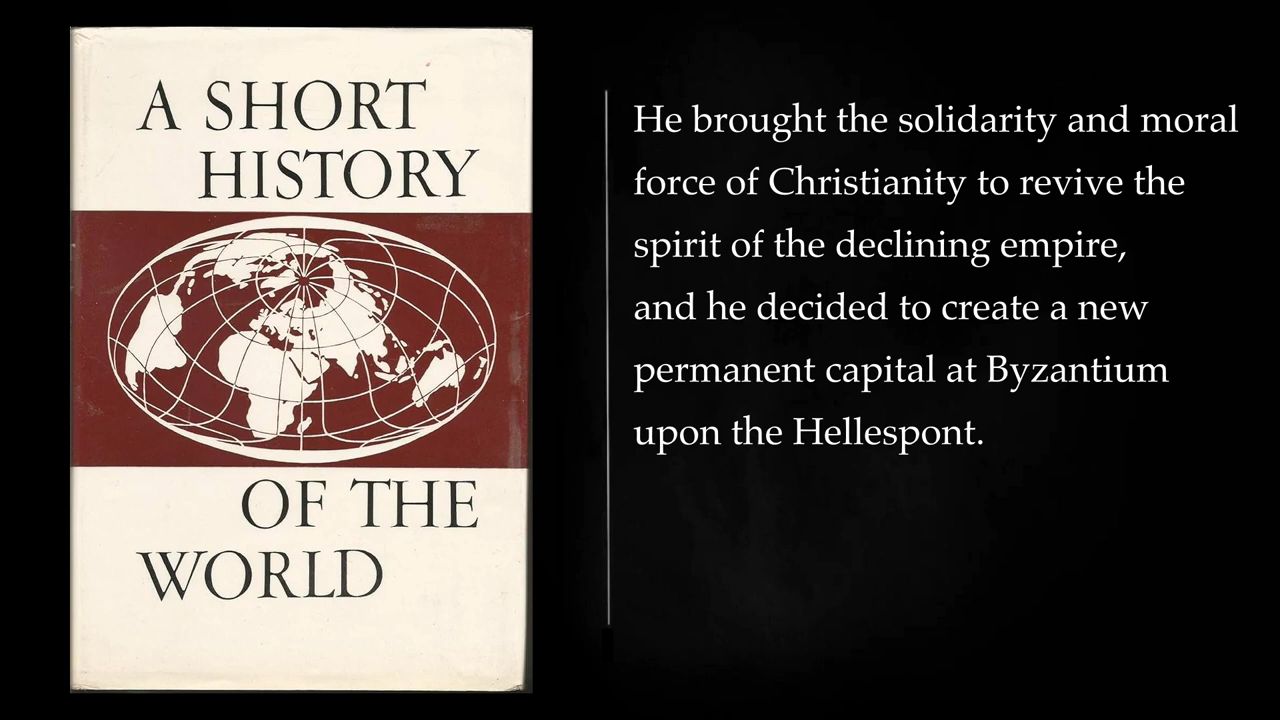 A SHORT
HISTORY
OF THE
WORLD
He brought the solidarity and moral
force of Christianity to revive the
spirit of the declining empire,
and he decided to create a new
permanent capital at Byzantium
upon the Hellespont.